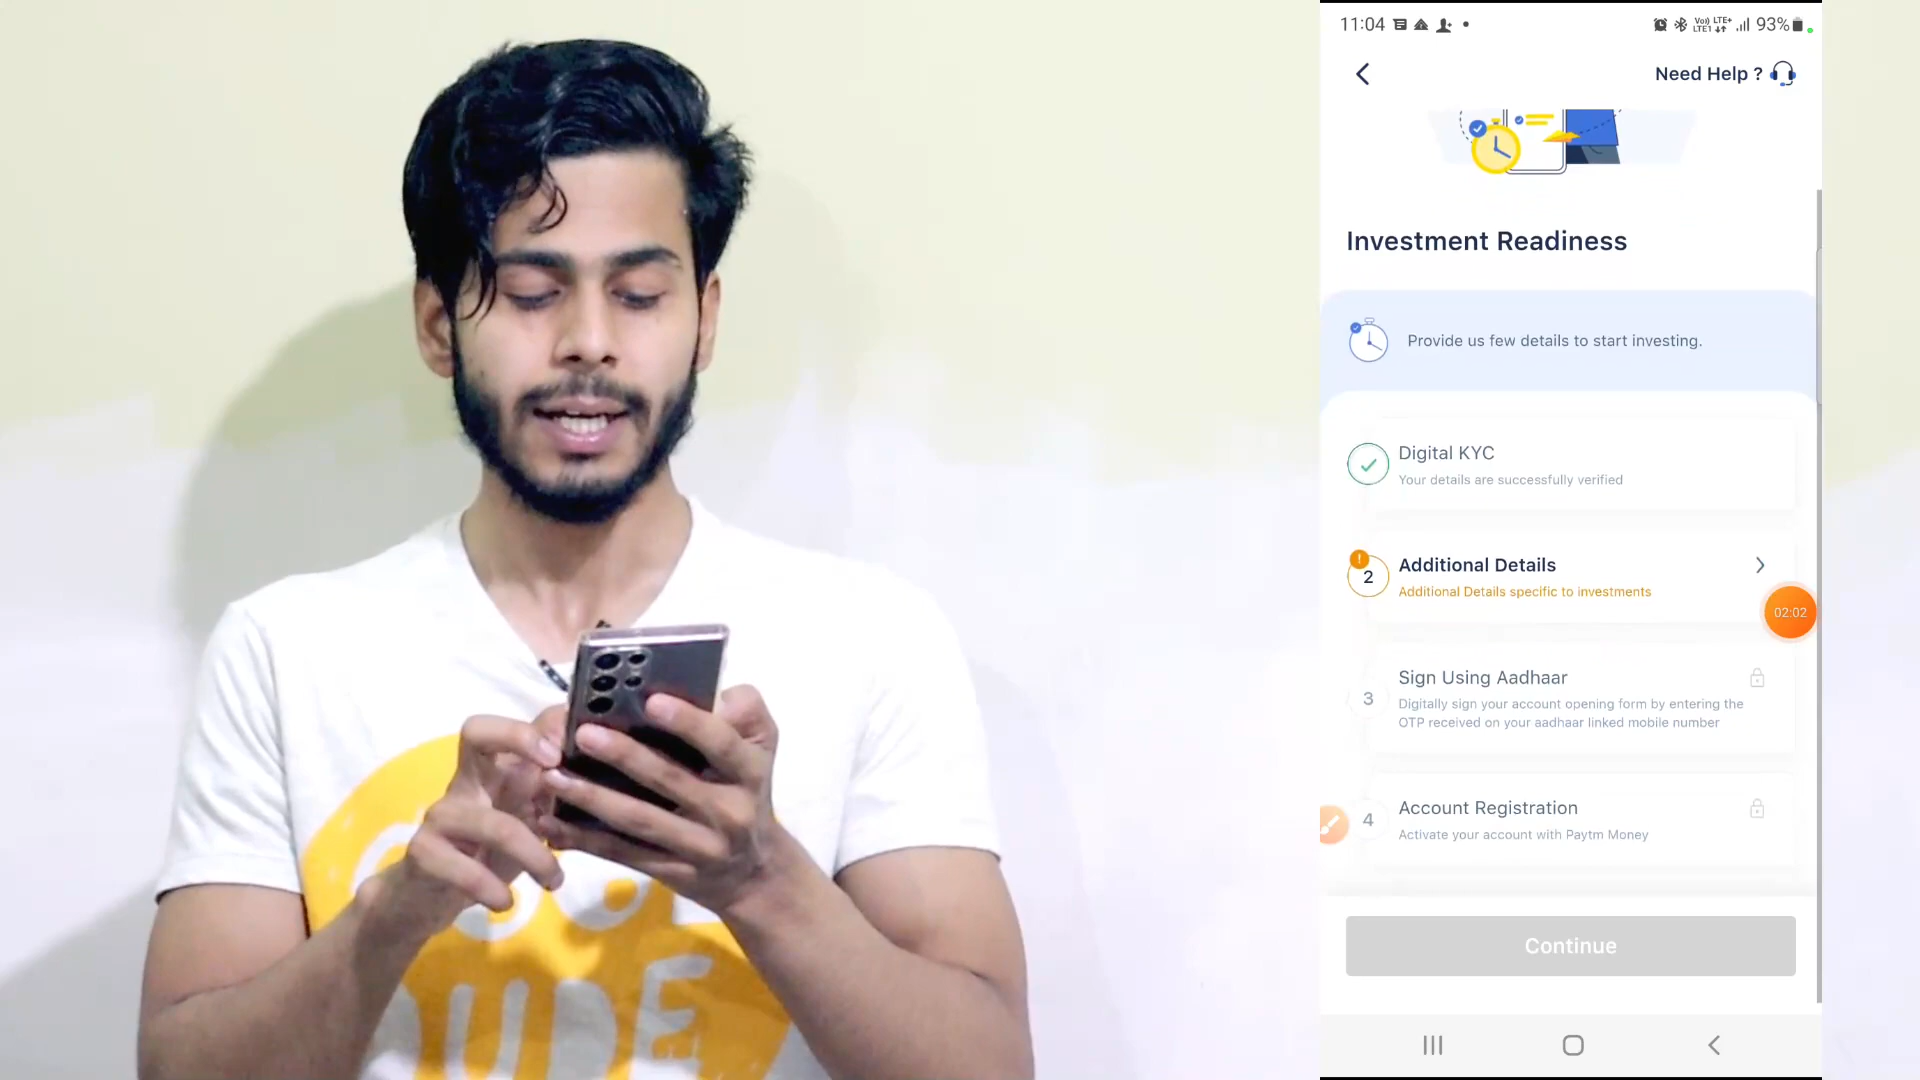 11:04
Vo)) LTE+
LTE1
93%
Need Help ?
Investment Readiness
Provide us few details to start investing.
Digital KYC
Your details are successfully verified
!
2
Additional Details
Additional Details specific to investments
02:02
3
Sign Using Aadhaar
Digitally sign your account opening form by entering the
OTP received on your aadhaar linked mobile number
4
Account Registration
Activate your account with Paytm Money
Continue